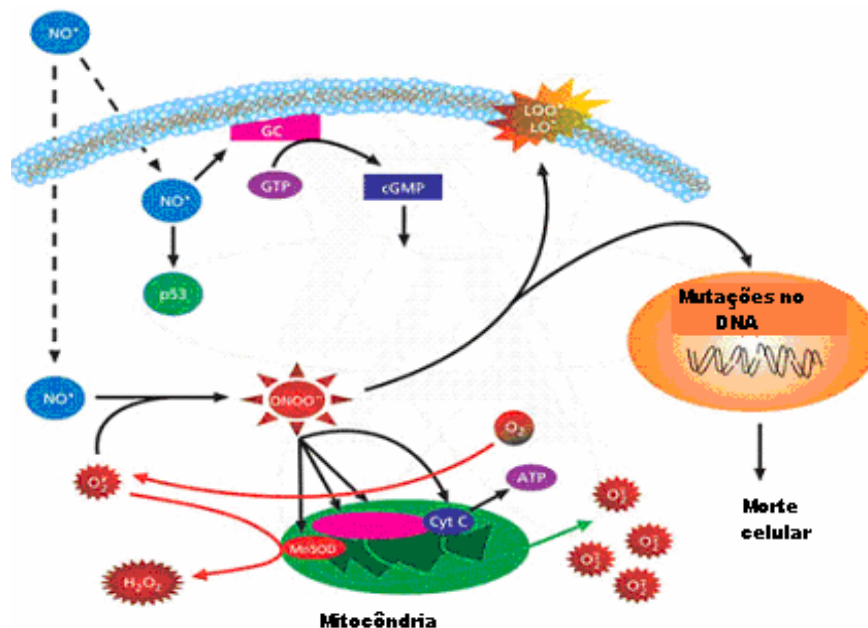 NO•
LOO•
LO•
GC
GTP
cGMP
NO•
p53
Mutações no
DNA
NO•
ONOO⁻
O₂
ATP
Cyt C
MnSOD
H₂O₂
Morte
celular
Mitocôndria